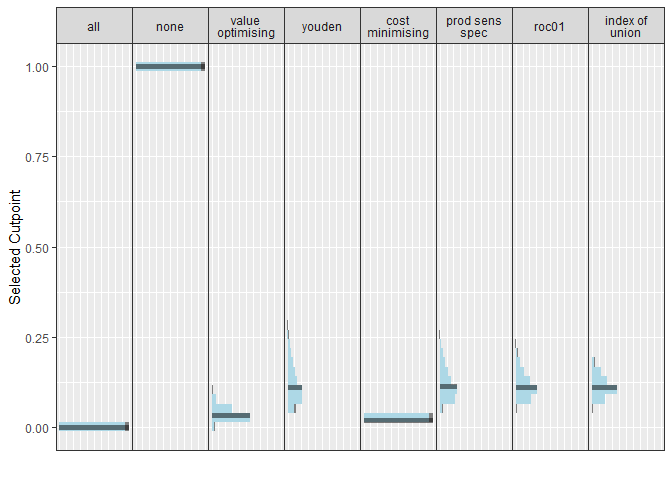 all
none
value
optimising
youden
cost
minimising
prod sens
spec
roc01
index of
union
Selected Cutpoint
1.00
0.75
0.50
0.25
0.00